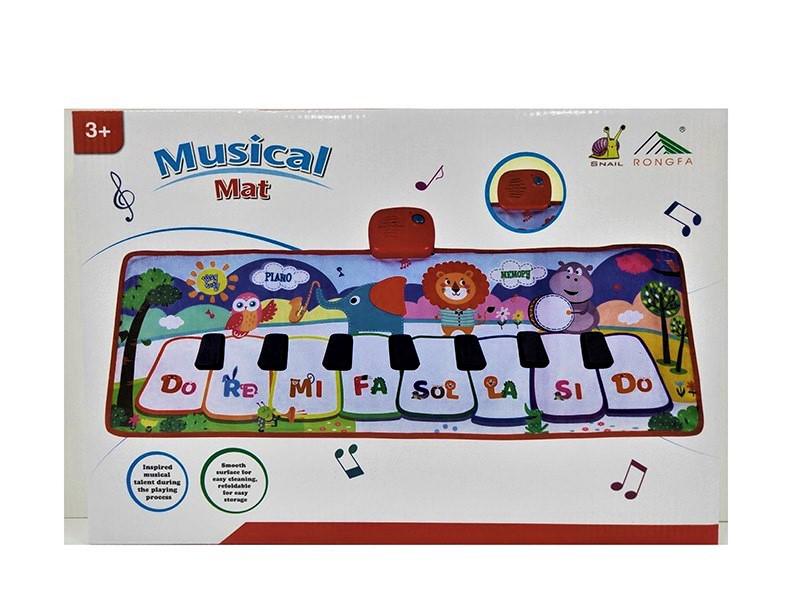 3+
Musical
Mat
SNAIL
RONGFA
®
PIANO
MEMORY
DO RE MI FA SOL LA SI DO
Inspired
musical
talent during
the playing
process
Smooth
surface for
easy cleaning,
refoldable
for easy
storage